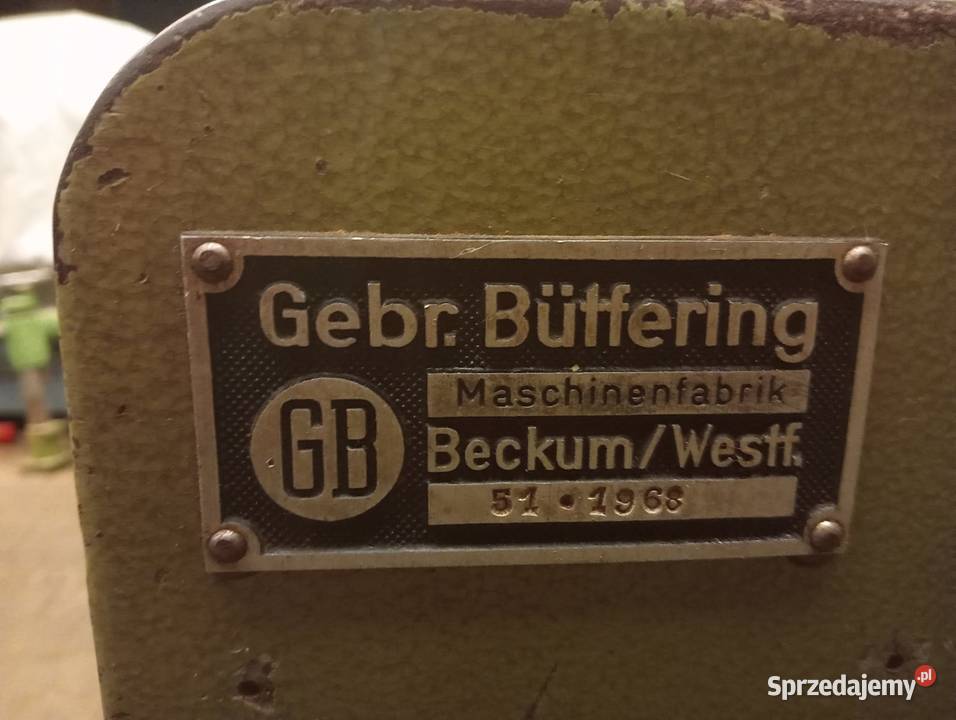 Gebr. Büffering
GB
Maschinenfabrik
Beckum/Westf.
51 • 1968
Sprzedajemy.pl